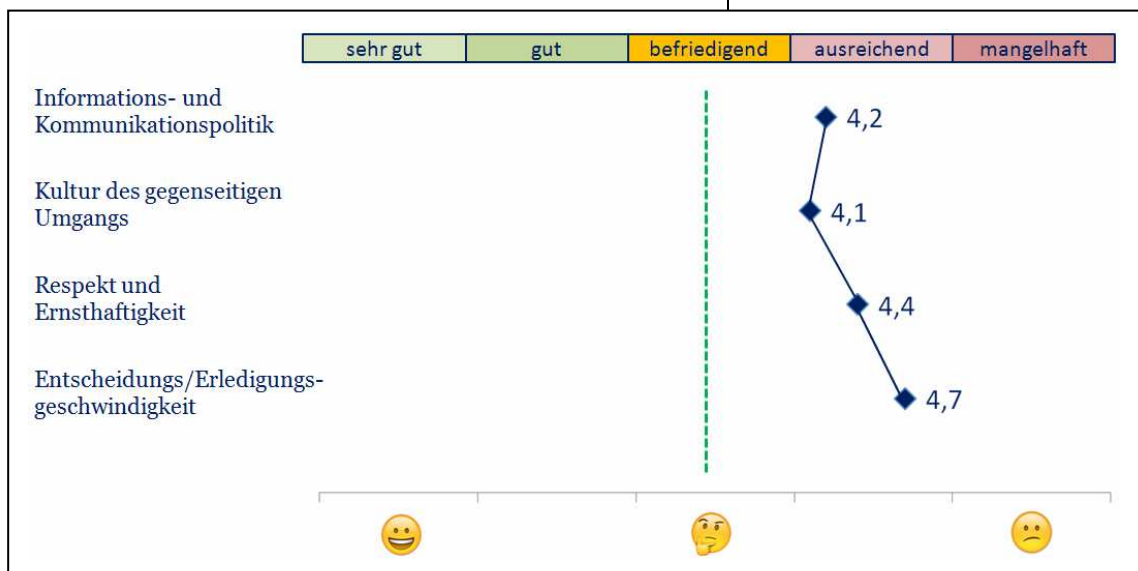 sehr gut gut befriedigend ausreichend mangelhaft
Informations- und
Kommunikationspolitik
4,2
Kultur des gegenseitigen
Umgangs
4,1
Respekt und
Ernsthaftigkeit
4,4
Entscheidungs/Erledigungs-
geschwindigkeit
4,7